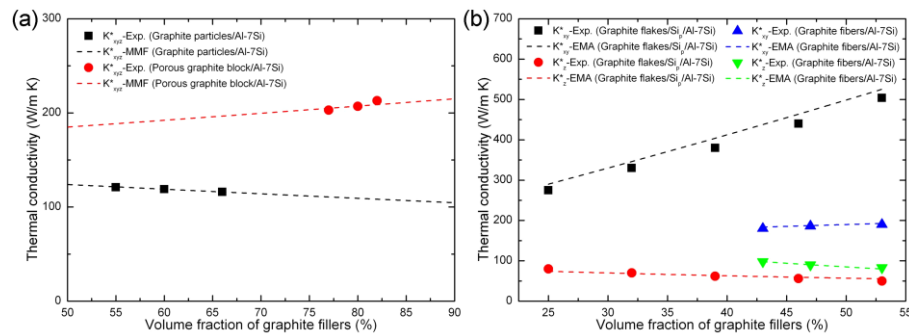 (a)
K*xyz-Exp. (Graphite particles/Al-7Si)
K*xyz-MMF (Graphite particles/Al-7Si)
K*xyz-Exp. (Porous graphite block/Al-7Si)
K*xyz-MMF (Porous graphite block/Al-7Si)
300
200
100
0
50 55 60 65 70 75 80 85 90
Thermal conductivity (W/m K)
Volume fraction of graphite fillers (%)
(b)
K*xy-Exp. (Graphite flakes/Sip/Al-7Si)
K*xy-EMA (Graphite flakes/Sip/Al-7Si)
K*z-Exp. (Graphite flakes/Sip/Al-7Si)
K*z-EMA (Graphite flakes/Sip/Al-7Si)
K*xy-Exp. (Graphite fibers/Al-7Si)
K*xy-EMA (Graphite fibers/Al-7Si)
K*z-Exp. (Graphite fibers/Al-7Si)
K*z-EMA (Graphite fibers/Al-7Si)
700
600
500
400
300
200
100
0
25 30 35 40 45 50 55
Thermal conductivity (W/m K)
Volume fraction of graphite fillers (%)